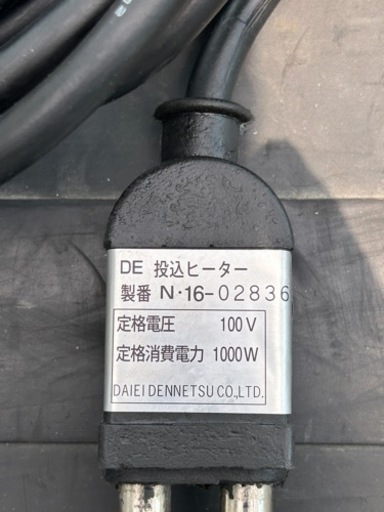 DE 投込ヒーター
製番 N·16-02836
定格電圧 100V
定格消費電力 1000W
DAIEI DENNETSU CO.,LTD.